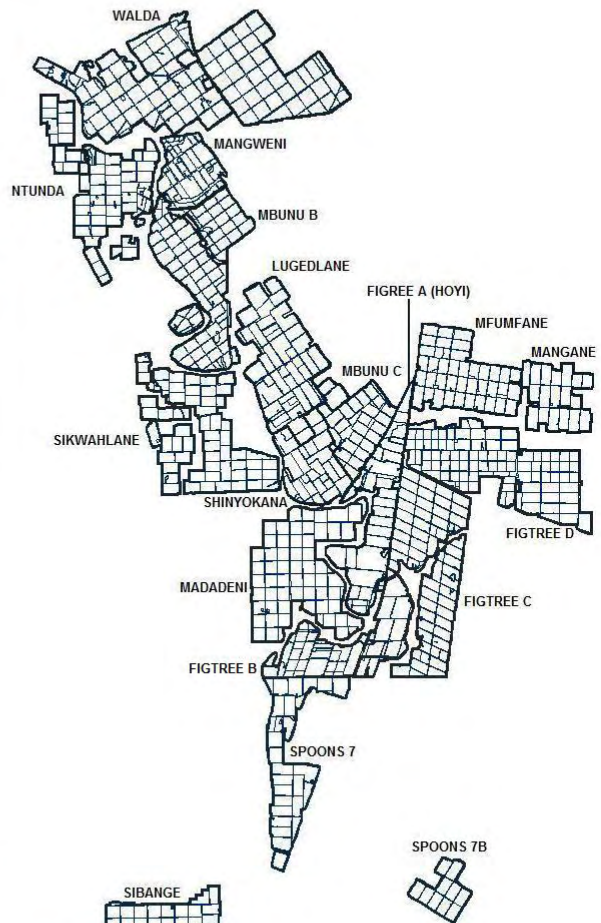 WALDA
MANGWENI
NTUNDA
MBUNU B
LUGEDLANE
FIGREE A (HOYI)
MFUMFANE
MANGANE
MBUNU C
SIKWAHLANE
SHINYOKANA
FIGTREE D
MADADENI
FIGTREE C
FIGTREE B
SPOONS 7
SPOONS 7B
SIBANGE